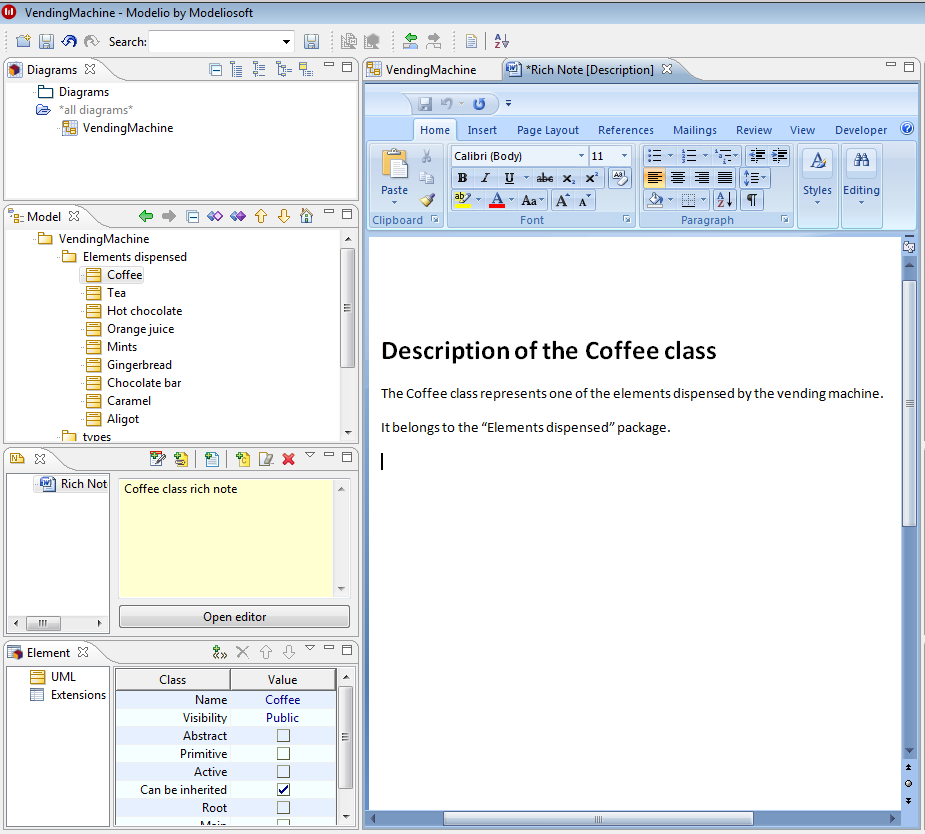 VendingMachine - Modelio by Modeliosoft
Search:
Diagrams
Diagrams
*all diagrams*
VendingMachine
Model
VendingMachine
Elements dispensed
Coffee
Tea
Hot chocolate
Orange juice
Mints
Gingerbread
Chocolate bar
Caramel
Aligot
types
Rich Not
Coffee class rich note
Open editor
Element
UML
Extensions
Class Value
Name Coffee
Visibility Public
Abstract
Primitive
Active
Can be inherited
Root
Main
VendingMachine
*Rich Note [Description]
Home Insert Page Layout References Mailings Review View Developer
Calibri (Body) 11
Paste
Styles
Editing
Clipboard
Font
Paragraph
Description of the Coffee class
The Coffee class represents one of the elements dispensed by the vending machine.
It belongs to the “Elements dispensed” package.